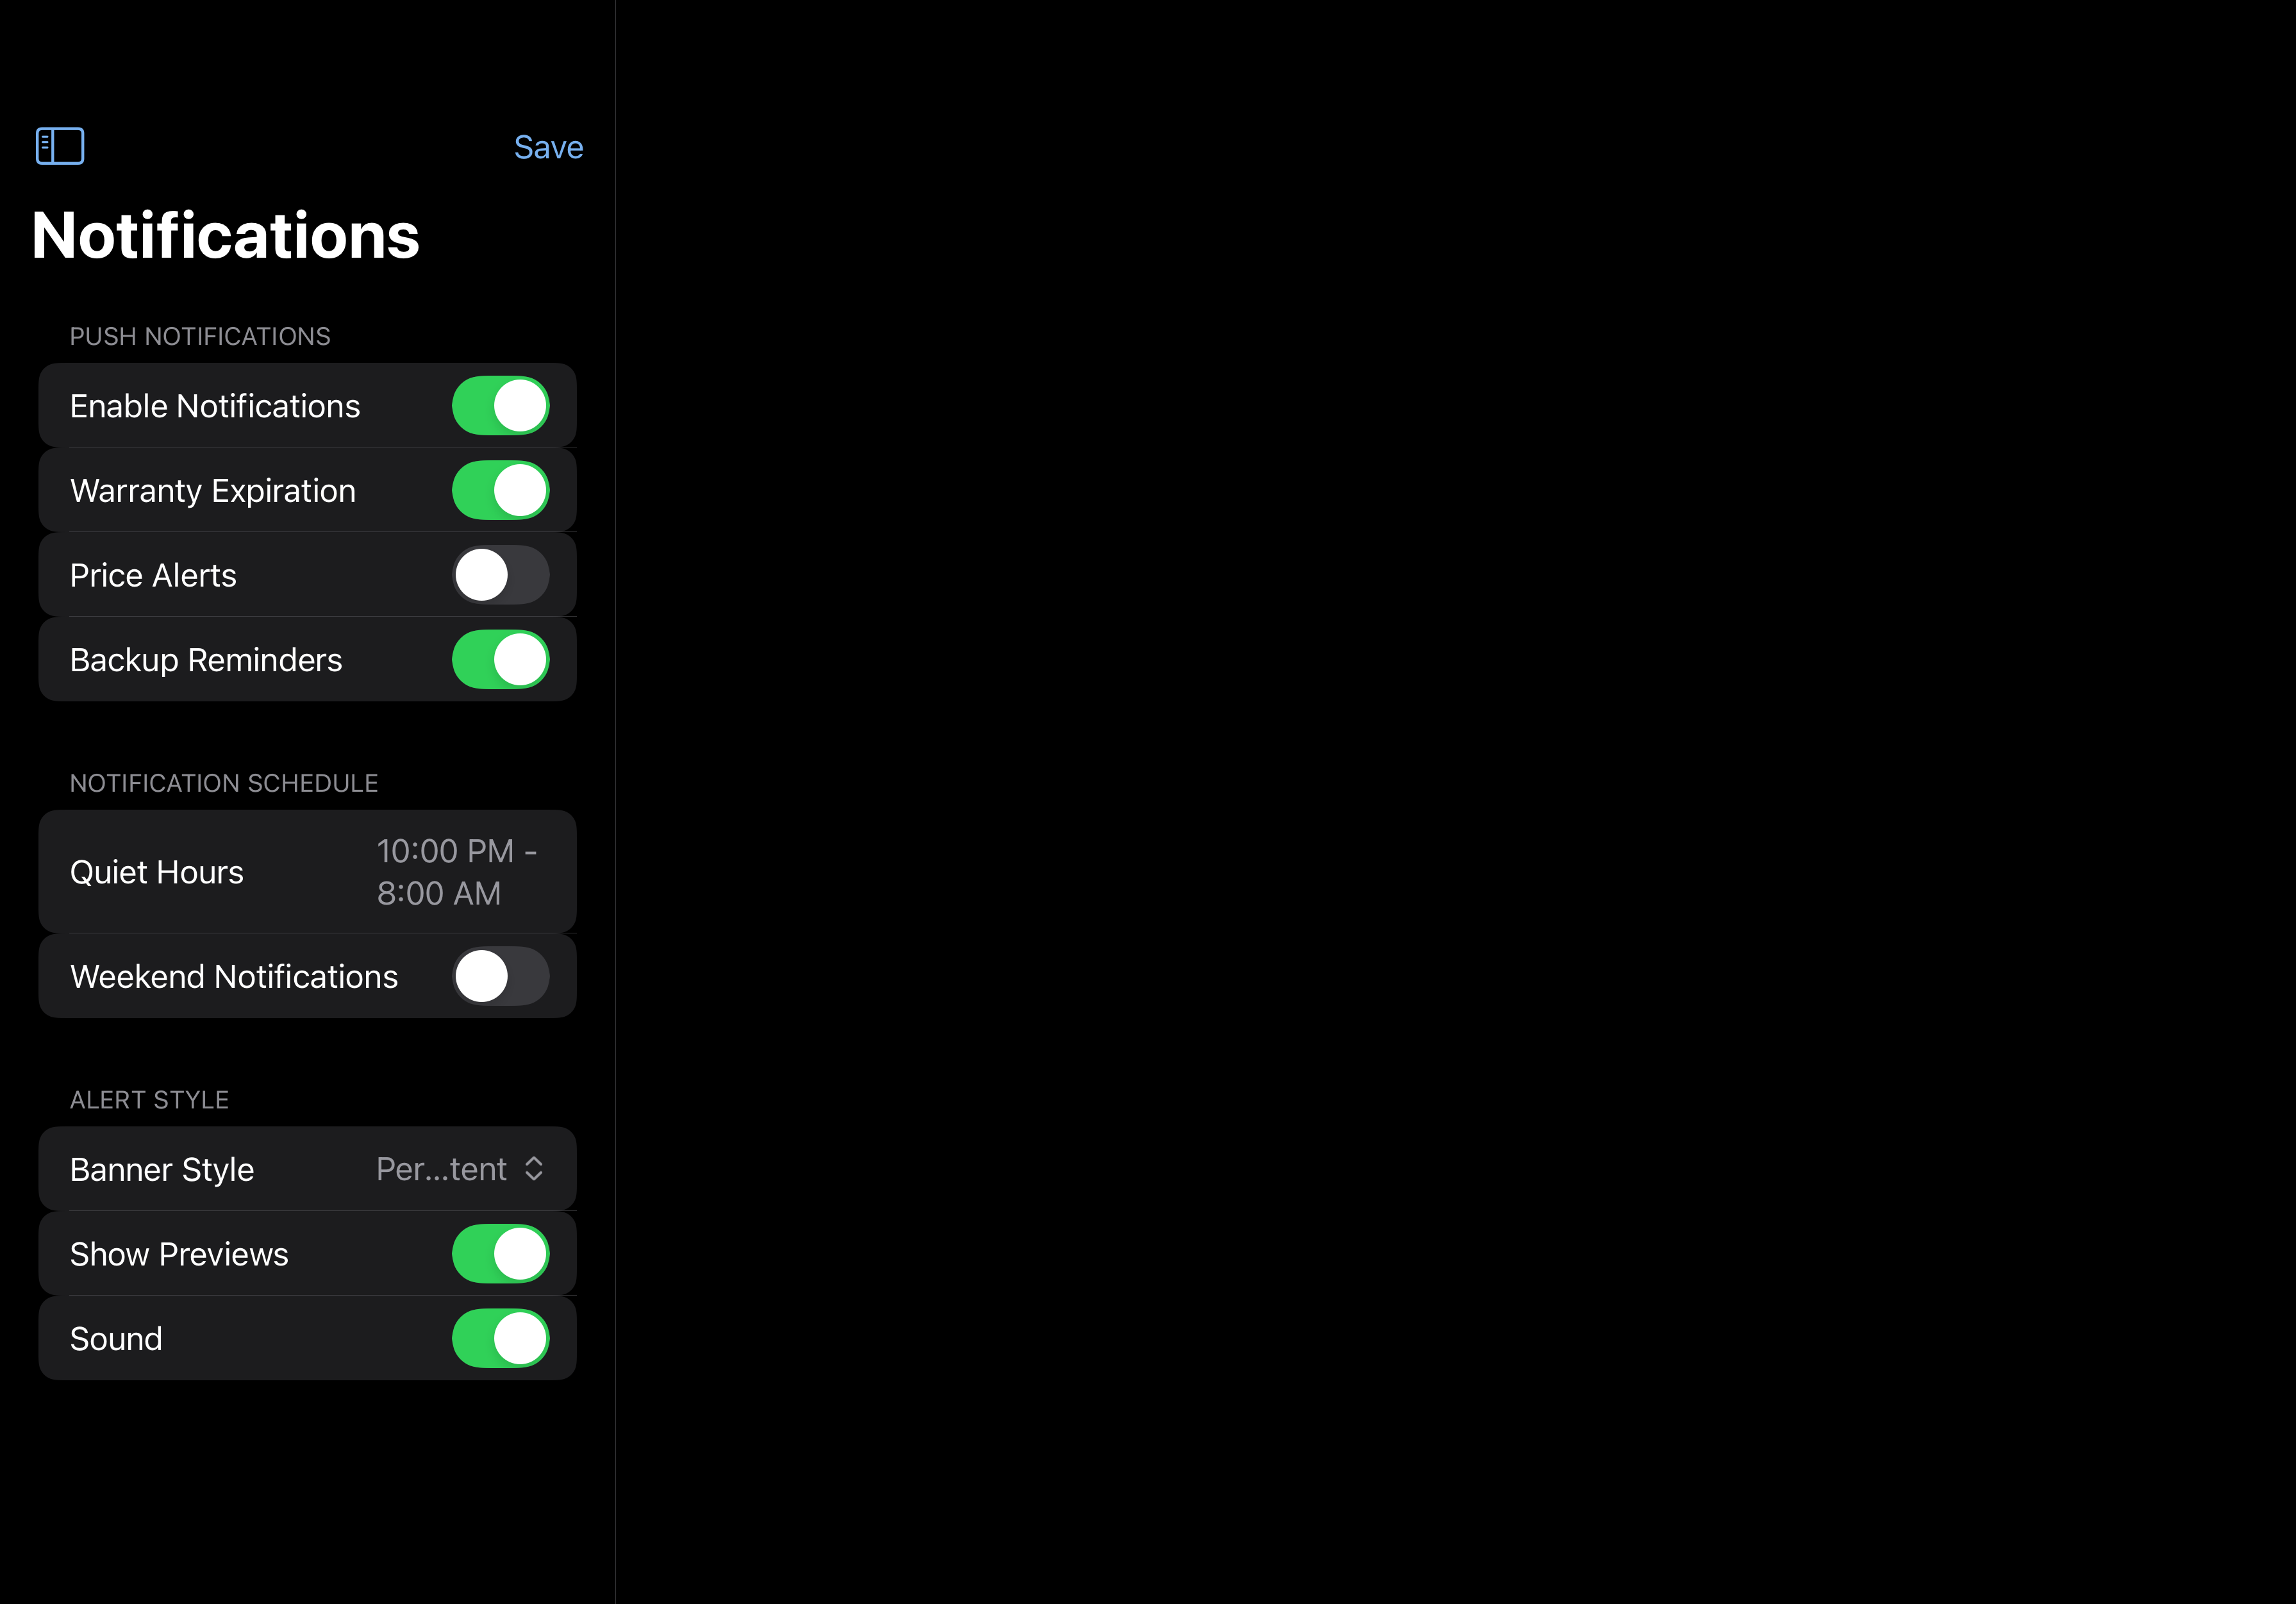 Save
Notifications
PUSH NOTIFICATIONS
Enable Notifications
Warranty Expiration
Price Alerts
Backup Reminders
NOTIFICATION SCHEDULE
Quiet Hours
10:00 PM -
8:00 AM
Weekend Notifications
ALERT STYLE
Banner Style
Per...tent
Show Previews
Sound